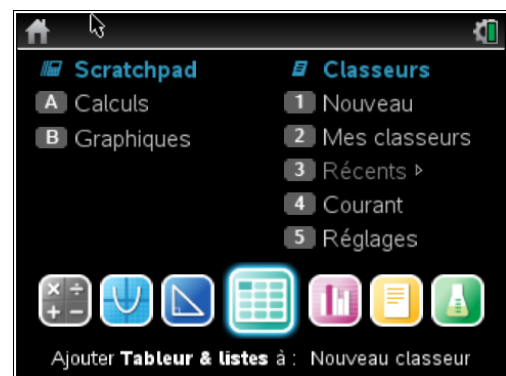 Scratchpad
A Calculs
B Graphiques
Classeurs
1 Nouveau
2 Mes classeurs
3 Récents ▹
4 Courant
5 Réglages
Ajouter Tableur & listes à : Nouveau classeur